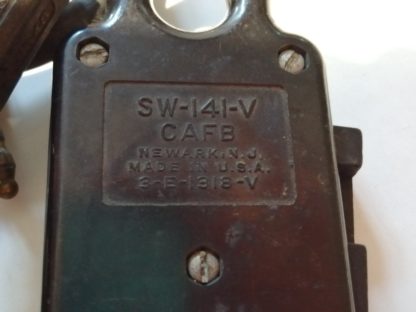 SW-141-V
CAFB
NEWARK.N.J.
MADE IN U.S.A.
3-E-1318-V